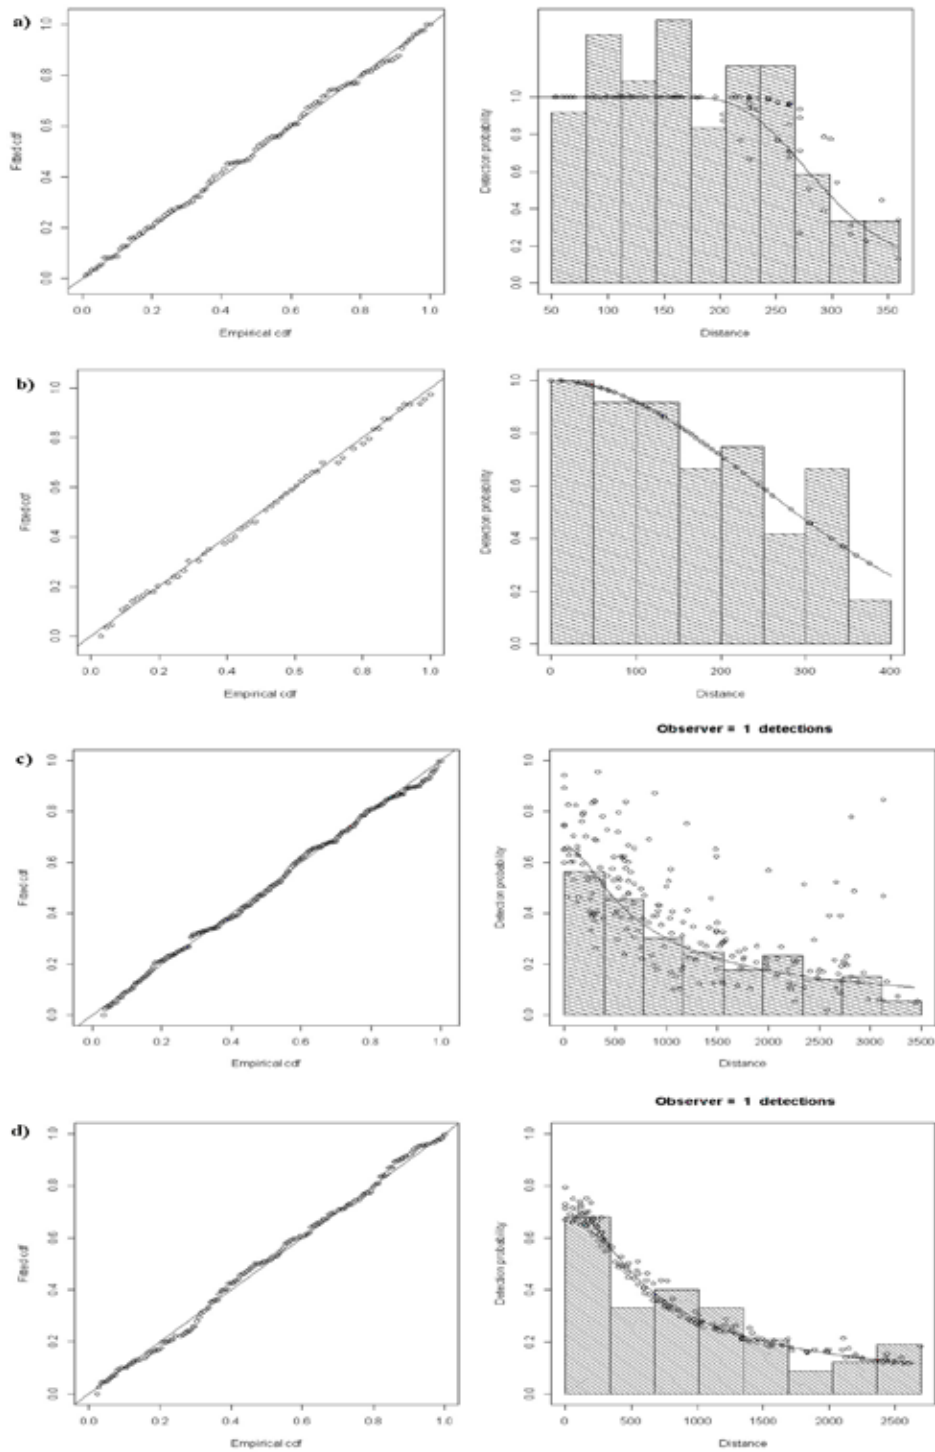 a)
Fitted cdf
0.0 0.2 0.4 0.6 0.8 1.0
0.0 0.2 0.4 0.6 0.8 1.0
Empirical cdf
Detection probability
0.0 0.2 0.4 0.6 0.8 1.0
50 100 150 200 250 300 350
Distance
b)
Fitted cdf
0.0 0.2 0.4 0.6 0.8 1.0
0.0 0.2 0.4 0.6 0.8 1.0
Empirical cdf
Detection probability
0.0 0.2 0.4 0.6 0.8 1.0
0 100 200 300 400
Distance
c)
Fitted cdf
0.0 0.2 0.4 0.6 0.8 1.0
0.0 0.2 0.4 0.6 0.8 1.0
Empirical cdf
Observer = 1 detections
Detection probability
0.0 0.2 0.4 0.6 0.8 1.0
0 500 1000 1500 2000 2500 3000 3500
Distance
d)
Fitted cdf
0.0 0.2 0.4 0.6 0.8 1.0
0.0 0.2 0.4 0.6 0.8 1.0
Empirical cdf
Observer = 1 detections
Detection probability
0.0 0.2 0.4 0.6 0.8 1.0
0 500 1000 1500 2000 2500
Distance